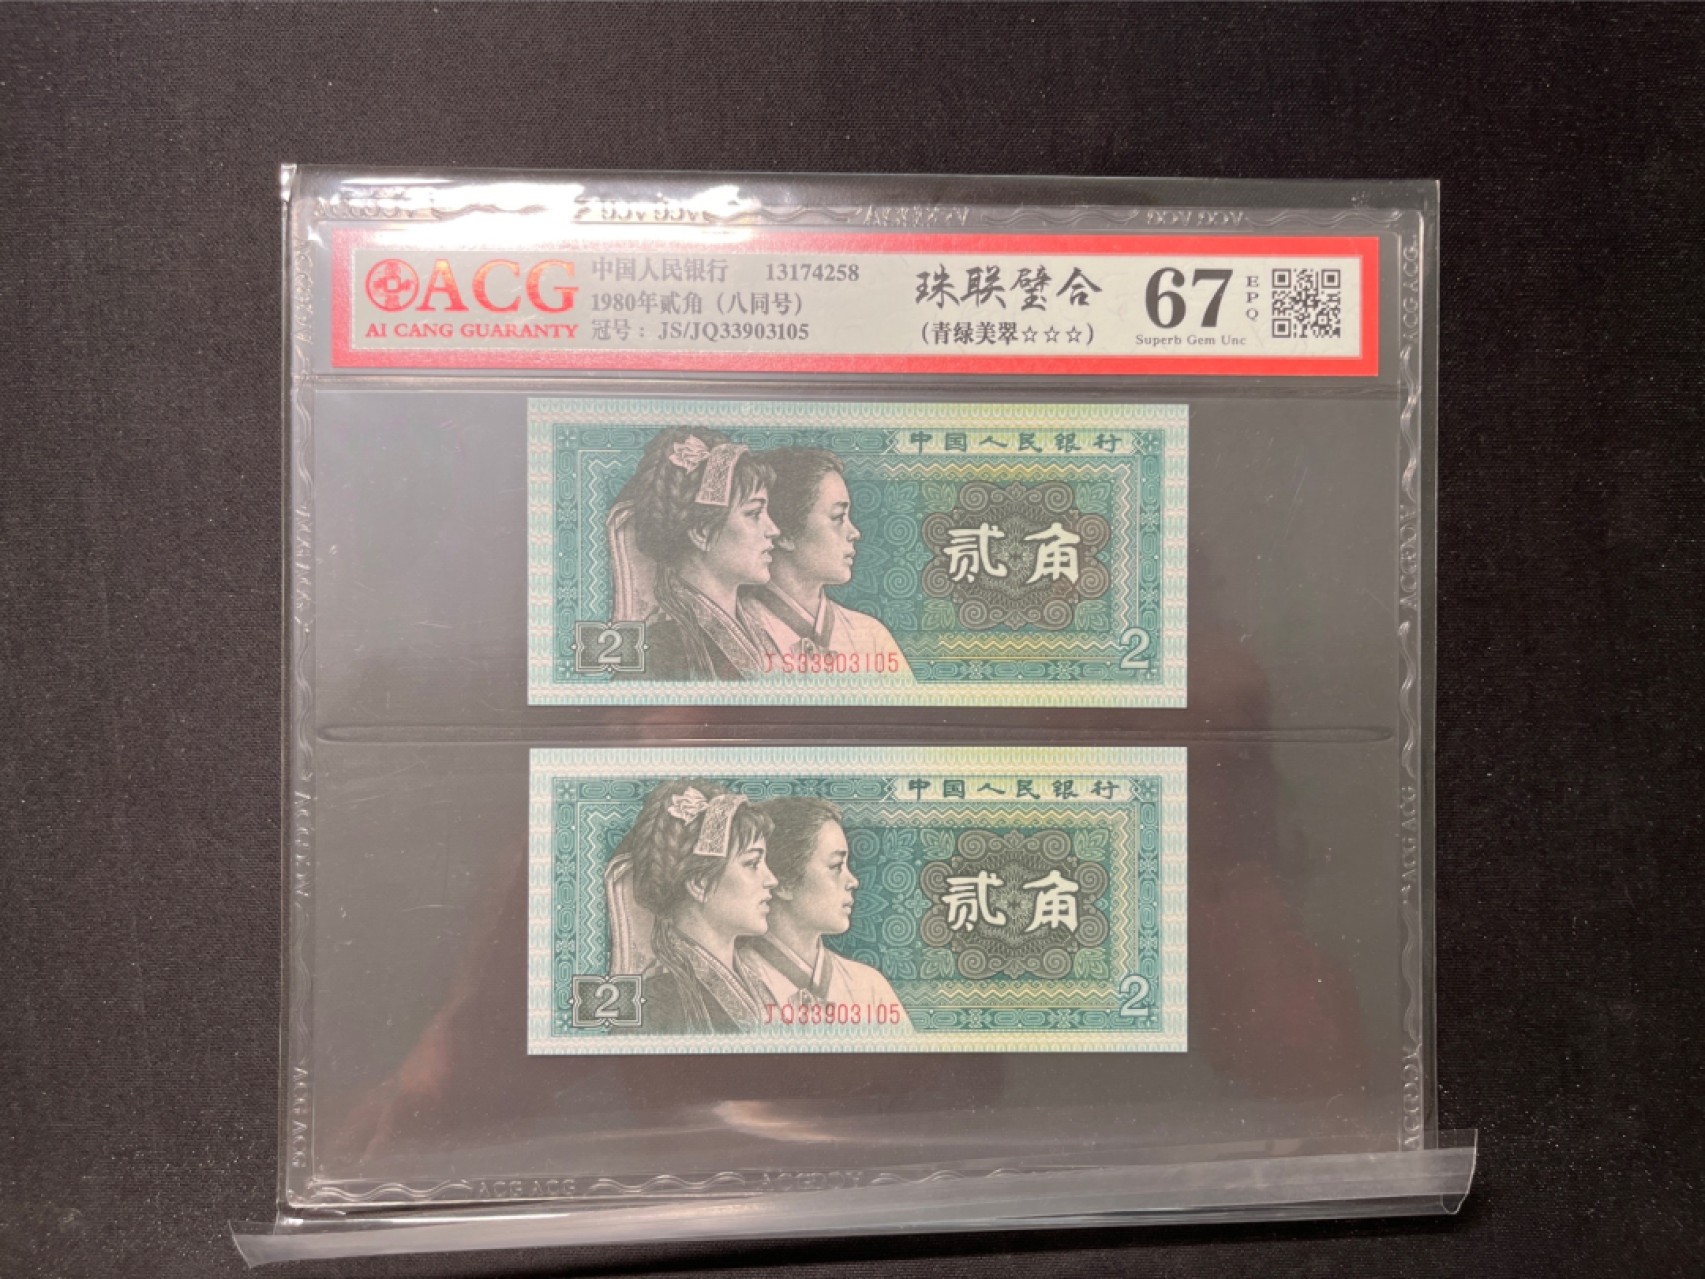 ACG
AI CANG GUARANTY
中国人民银行 13174258
1980年贰角（八同号）
冠号：JS/JQ33903105
珠联璧合
（青绿美翠☆☆☆）
67
EPQ
Superb Gem Unc
中国人民银行
贰角
2
JS33903105
2
中国人民银行
贰角
2
JQ33903105
2
ACG ACG